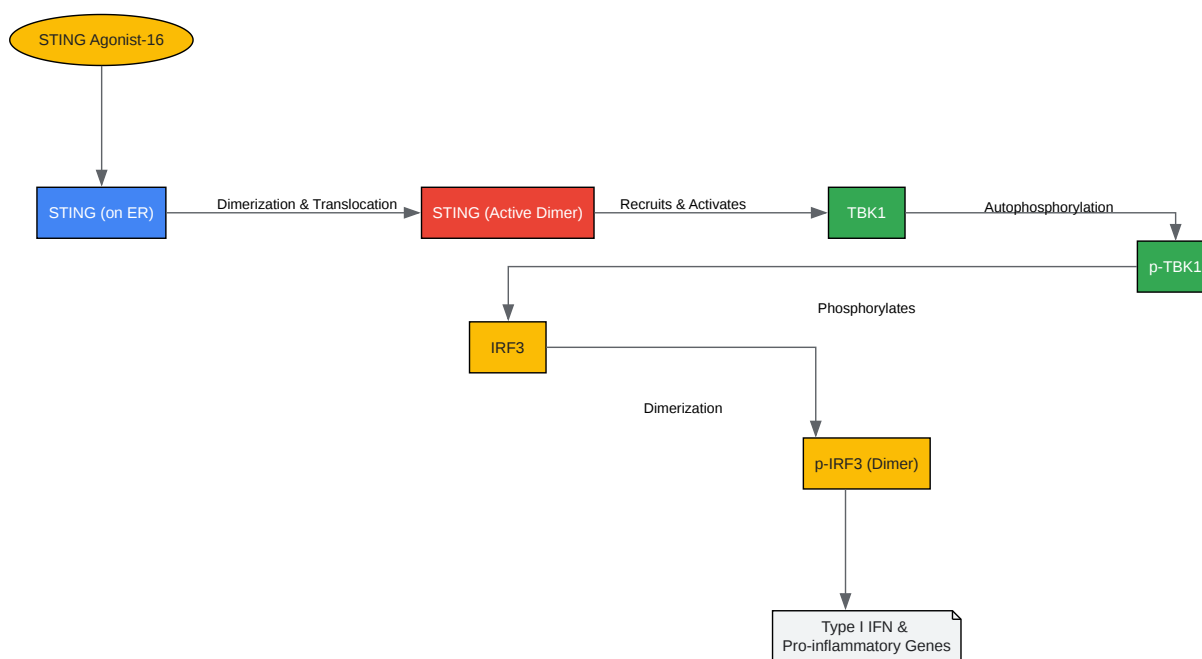 STING Agonist-16
STING (on ER)
Dimerization & Translocation
STING (Active Dimer)
Recruits & Activates
TBK1
Autophosphorylation
p-TBK1
Phosphorylates
IRF3
Dimerization
p-IRF3 (Dimer)
Type I IFN &
Pro-inflammatory Genes